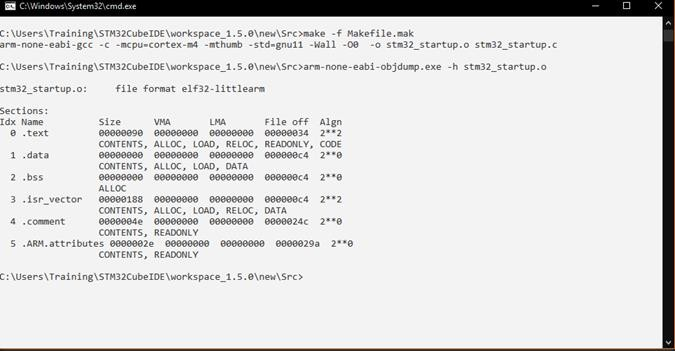 C:\Windows\System32\cmd.exe
C:\Users\Training\STM32CubeIDE\workspace_1.5.0\new\Src>make -f Makefile.mak
arm-none-eabi-gcc -c -mcpu=cortex-m4 -mthumb -std=gnu11 -Wall -O0  -o stm32_startup.o stm32_startup.c
C:\Users\Training\STM32CubeIDE\workspace_1.5.0\new\Src>arm-none-eabi-objdump.exe -h stm32_startup.o
stm32_startup.o:     file format elf32-littlearm
Sections:
Idx Name          Size      VMA       LMA       File off  Algn
  0 .text         00000090  00000000  00000000  00000034  2**2
                  CONTENTS, ALLOC, LOAD, RELOC, READONLY, CODE
  1 .data         00000000  00000000  00000000  000000c4  2**0
                  CONTENTS, ALLOC, LOAD, DATA
  2 .bss          00000000  00000000  00000000  000000c4  2**0
                  ALLOC
  3 .isr_vector   00000188  00000000  00000000  000000c4  2**2
                  CONTENTS, ALLOC, LOAD, RELOC, DATA
  4 .comment      0000004e  00000000  00000000  0000024c  2**0
                  CONTENTS, READONLY
  5 .ARM.attributes 0000002e  00000000  00000000  0000029a  2**0
                  CONTENTS, READONLY
C:\Users\Training\STM32CubeIDE\workspace_1.5.0\new\Src>